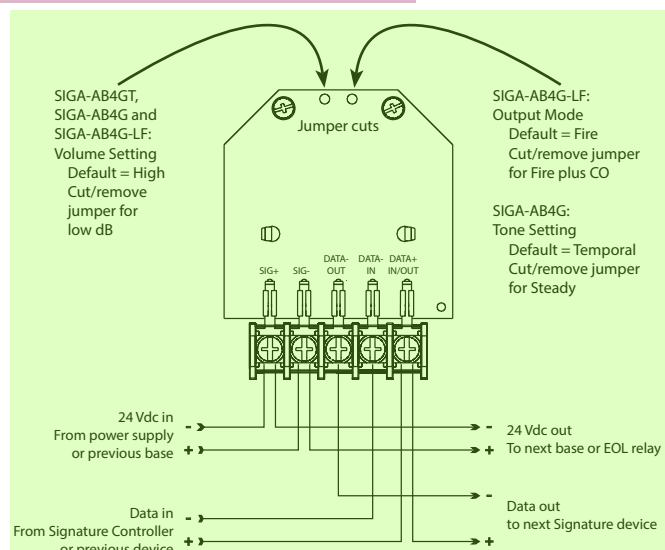 SIGA-AB4GT,
SIGA-AB4G and
SIGA-AB4G-LF:
Volume Setting
Default = High
Cut/remove
jumper for
low dB
Jumper cuts
SIGA-AB4G-LF:
Output Mode
Default = Fire
Cut/remove jumper
for Fire plus CO
SIGA-AB4G:
Tone Setting
Default = Temporal
Cut/remove jumper
for Steady
SIG+ SIG- DATA- OUT DATA- IN DATA+ IN/OUT
24 Vdc in
From power supply
or previous base
-
+
-
+
24 Vdc out
To next base or EOL relay
Data in
From Signature Controller
or previous device
-
+
-
+
Data out
to next Signature device